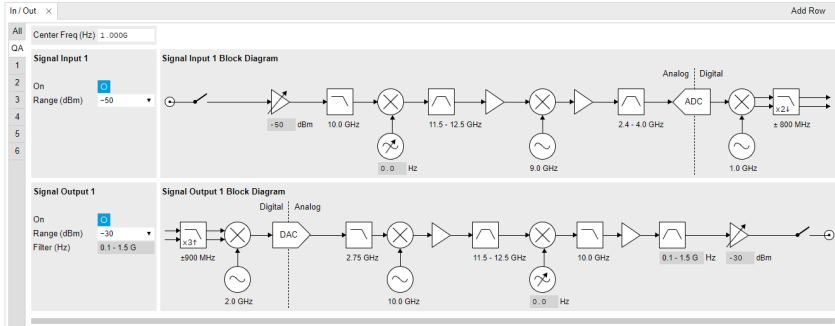 In / Out ×
Add Row
All
QA
1
2
3
4
5
6
Center Freq (Hz) 1.000G
Signal Input 1
On
Range (dBm) -50
Signal Input 1 Block Diagram
Analog Digital
ADC
x2↓
-50 dBm 10.0 GHz 11.5 - 12.5 GHz 2.4 - 4.0 GHz ± 800 MHz
0.0 Hz 9.0 GHz 1.0 GHz
Signal Output 1
On
Range (dBm) -30
Filter (Hz) 0.1 - 1.5 G
Signal Output 1 Block Diagram
Digital Analog
x3↑ DAC
±900 MHz 2.75 GHz 11.5 - 12.5 GHz 10.0 GHz 0.1 - 1.5 G Hz -30 dBm
2.0 GHz 10.0 GHz 0.0 Hz